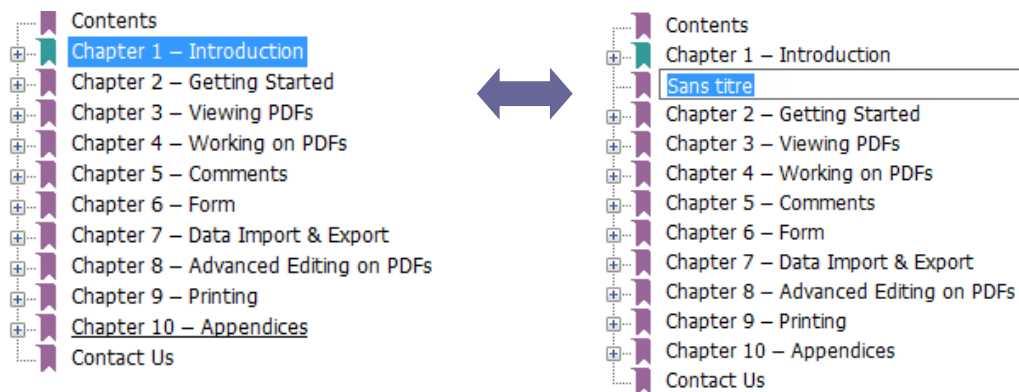 Contents
Chapter 1 – Introduction
Chapter 2 – Getting Started
Chapter 3 – Viewing PDFs
Chapter 4 – Working on PDFs
Chapter 5 – Comments
Chapter 6 – Form
Chapter 7 – Data Import & Export
Chapter 8 – Advanced Editing on PDFs
Chapter 9 – Printing
Chapter 10 – Appendices
Contact Us
Contents
Chapter 1 – Introduction
Sans titre
Chapter 2 – Getting Started
Chapter 3 – Viewing PDFs
Chapter 4 – Working on PDFs
Chapter 5 – Comments
Chapter 6 – Form
Chapter 7 – Data Import & Export
Chapter 8 – Advanced Editing on PDFs
Chapter 9 – Printing
Chapter 10 – Appendices
Contact Us